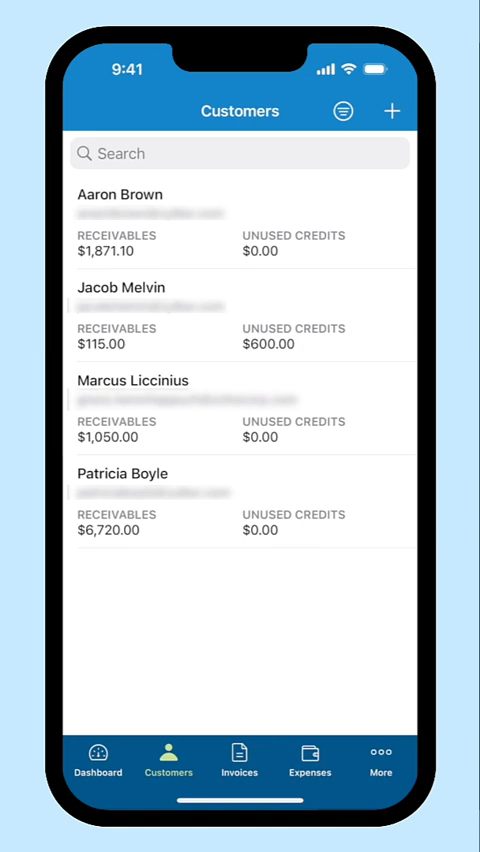 9:41
Customers
Search
Aaron Brown
RECEIVABLES UNUSED CREDITS
$1,871.10 $0.00
Jacob Melvin
RECEIVABLES UNUSED CREDITS
$115.00 $600.00
Marcus Liccinius
RECEIVABLES UNUSED CREDITS
$1,050.00 $0.00
Patricia Boyle
RECEIVABLES UNUSED CREDITS
$6,720.00 $0.00
Dashboard Customers Invoices Expenses More